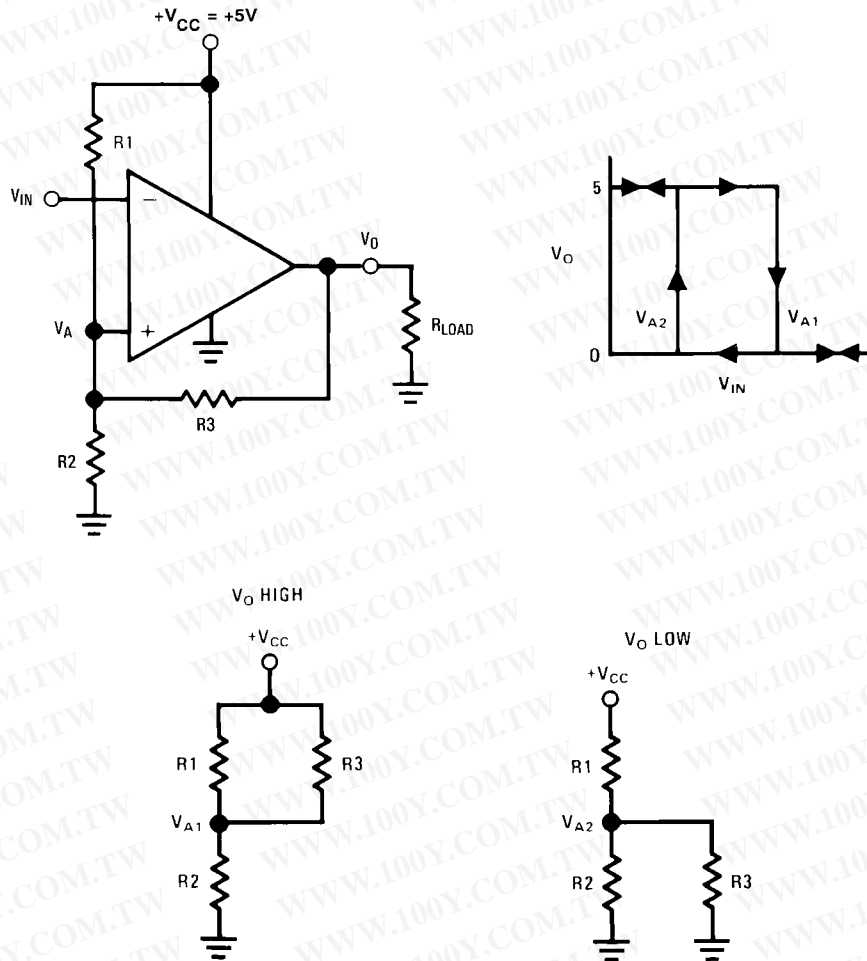 +VCC = +5V
R1
VIN
−
VO
VA
+
RLOAD
R3
R2
5
VO
VA2
VA1
0
VIN
VO HIGH
+VCC
R1
R3
VA1
R2
VO LOW
+VCC
R1
VA2
R2
R3
WWW.100Y.COM.TW